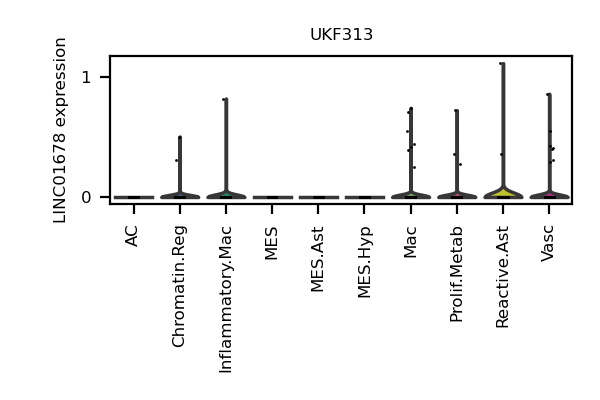 UKF313
LINC01678 expression
1
0
AC
Chromatin.Reg
Inflammatory.Mac
MES
MES.Ast
MES.Hyp
Mac
Prolif.Metab
Reactive.Ast
Vasc